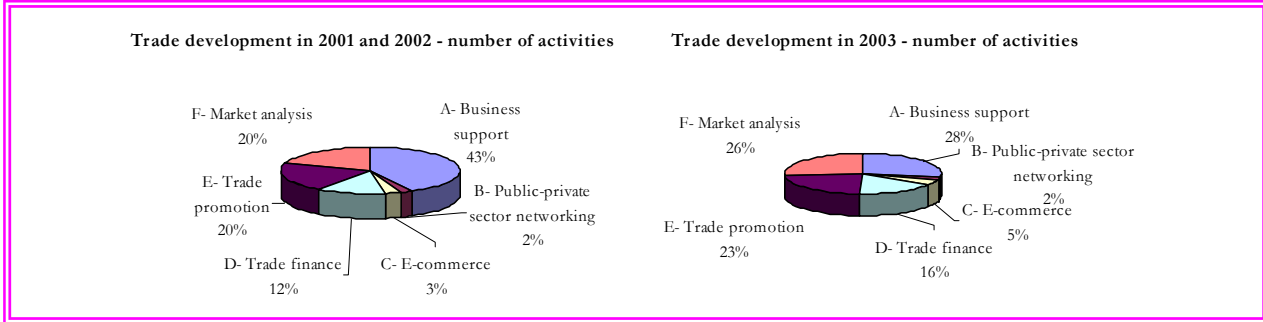 Trade development in 2001 and 2002 - number of activities
F- Market analysis
20%
A- Business
support
43%
E- Trade
promotion
20%
B- Public-private
sector networking
2%
D- Trade finance
12%
C- E-commerce
3%
Trade development in 2003 - number of activities
F- Market analysis
26%
A- Business support
28%
B- Public-private sector
networking
2%
C- E-commerce
5%
E- Trade promotion
23%
D- Trade finance
16%